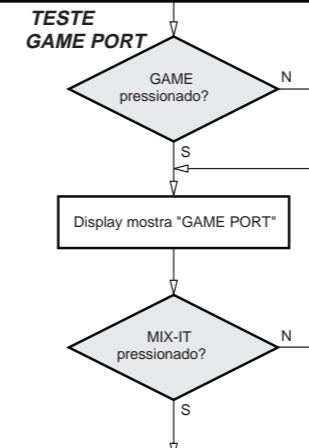 TESTE
GAME PORT
GAME
pressionado?
N
S
Display mostra "GAME PORT"
MIX-IT
pressionado?
N
S